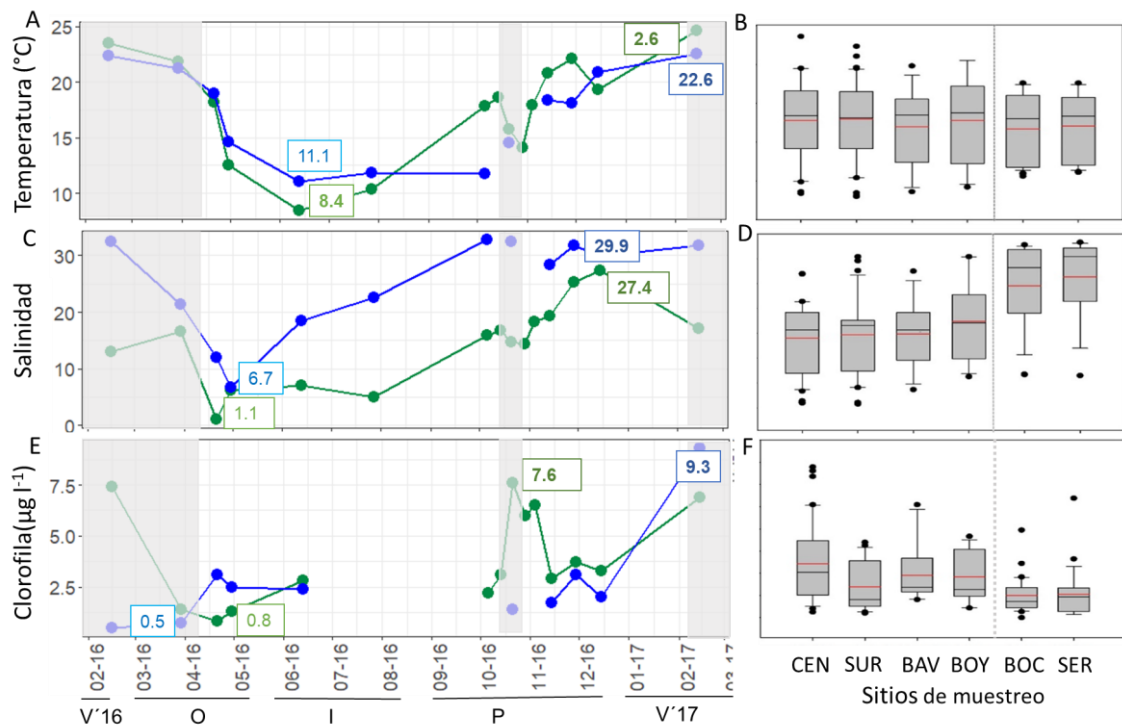 A
Temperatura (°C)
25
20
15
10
11.1
8.4
2.6
22.6
B
C
Salinidad
30
20
10
0
6.7
1.1
29.9
27.4
D
E
Clorofila(µg l⁻¹)
7.5
5.0
2.5
0.5
0.8
7.6
9.3
F
02-16 03-16 04-16 05-16 06-16 07-16 08-16 09-16 10-16 11-16 12-16 01-17 02-17 03-17
V´16 O I P V´17
CEN SUR BAV BOY BOC SER
Sitios de muestreo